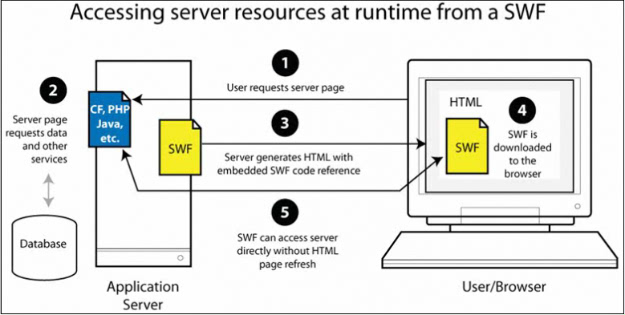 Accessing server resources at runtime from a SWF
1
User requests server page
2
Server page
requests data
and other
services
CF, PHP
Java,
etc.
SWF
3
Server generates HTML with
embedded SWF code reference
HTML
4
SWF
SWF is
downloaded
to the
browser
5
SWF can access server
directly without HTML
page refresh
Database
Application
Server
User/Browser